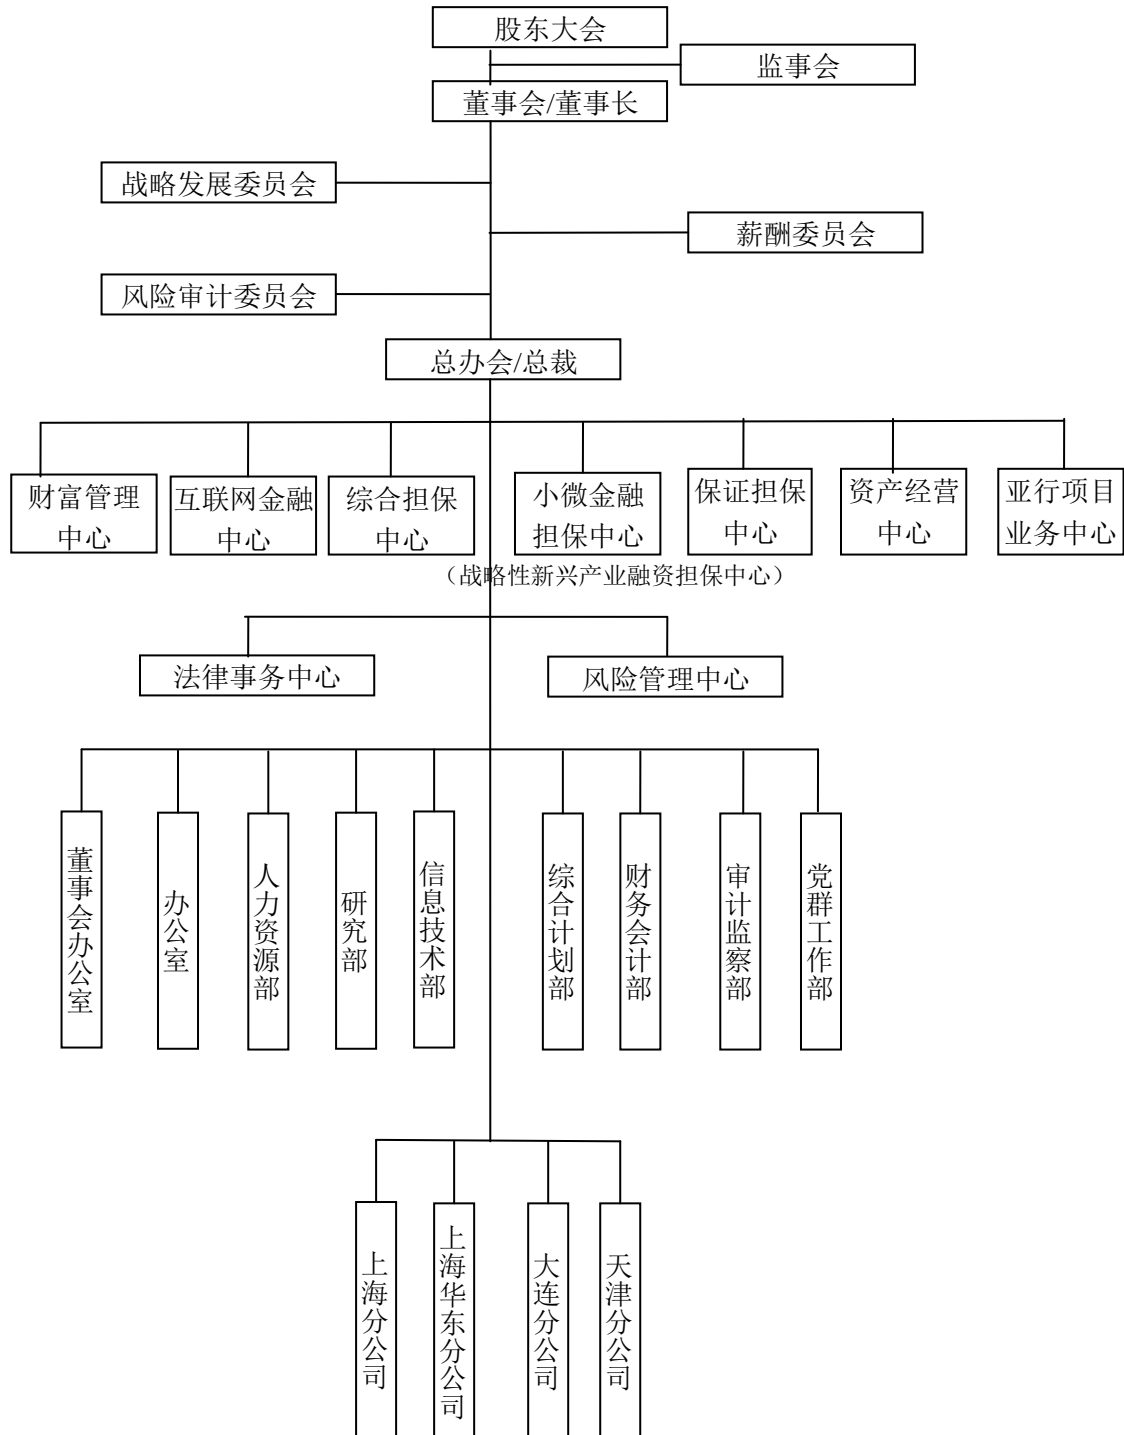 股东大会
监事会
董事会/董事长
战略发展委员会
薪酬委员会
风险审计委员会
总办会/总裁
财富管理
中心
互联网金融
中心
综合担保
中心
小微金融
担保中心
保证担保
中心
资产经营
中心
亚行项目
业务中心
（战略性新兴产业融资担保中心）
法律事务中心
风险管理中心
董事会办公室
办公室
人力资源部
研究部
信息技术部
综合计划部
财务会计部
审计监察部
党群工作部
上海分公司
上海华东分公司
大连分公司
天津分公司